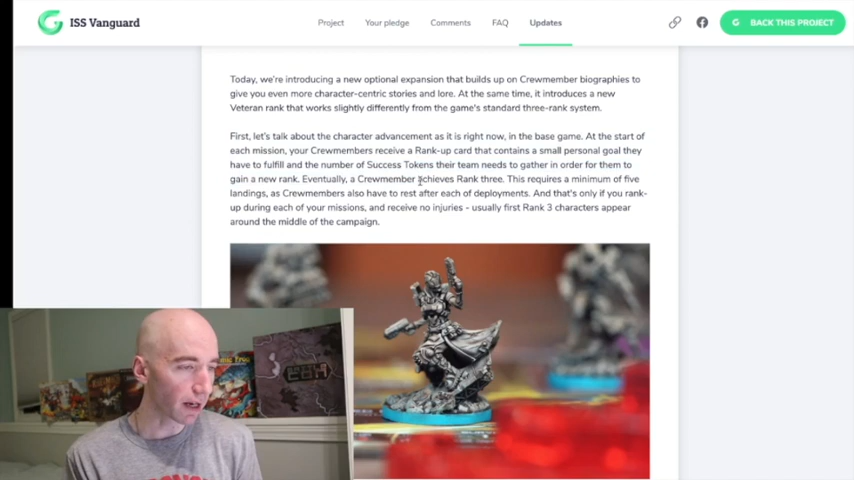 ISS Vanguard
Project
Your pledge
Comments
FAQ
Updates
BACK THIS PROJECT
Today, we're introducing a new optional expansion that builds up on Crewmember biographies to
give you even more character-centric stories and lore. At the same time, it introduces a new
Veteran rank that works slightly differently from the game's standard three-rank system.
First, let's talk about the character advancement as it is right now, in the base game. At the start of
each mission, your Crewmembers receive a Rank-up card that contains a small personal goal they
have to fulfill and the number of Success Tokens their team needs to gather in order for them to
gain a new rank. Eventually, a Crewmember achieves Rank three. This requires a minimum of five
landings, as Crewmembers also have to rest after each of deployments. And that's only if you rank-
up during each of your missions, and receive no injuries - usually first Rank 3 characters appear
around the middle of the campaign.